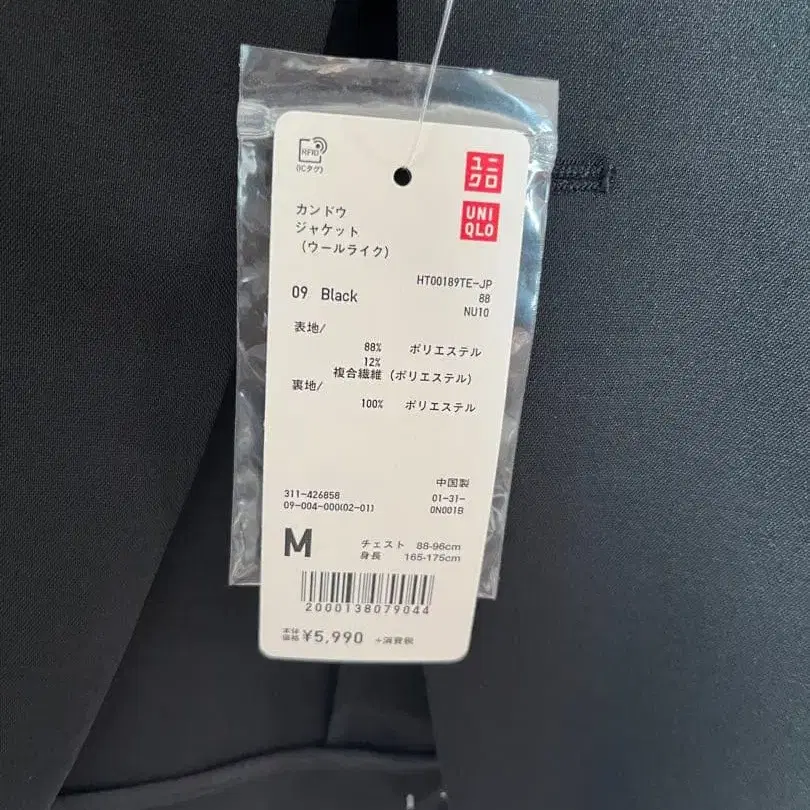 RFID
(ICタグ)
ユニ
クロ
UNI
QLO
カンドウ
ジャケット
(ウールライク)
HT00189TE-JP
09 Black
88
NU10
表地/
88% ポリエステル
12%
複合繊維(ポリエステル)
裏地/
100% ポリエステル
中国製
311-426858
01-31-
09-004-000(02-01)
0N001B
M
チェスト 88-96cm
身長 165-175cm
2000138079044
本体
価格 ¥5,990 +消費税